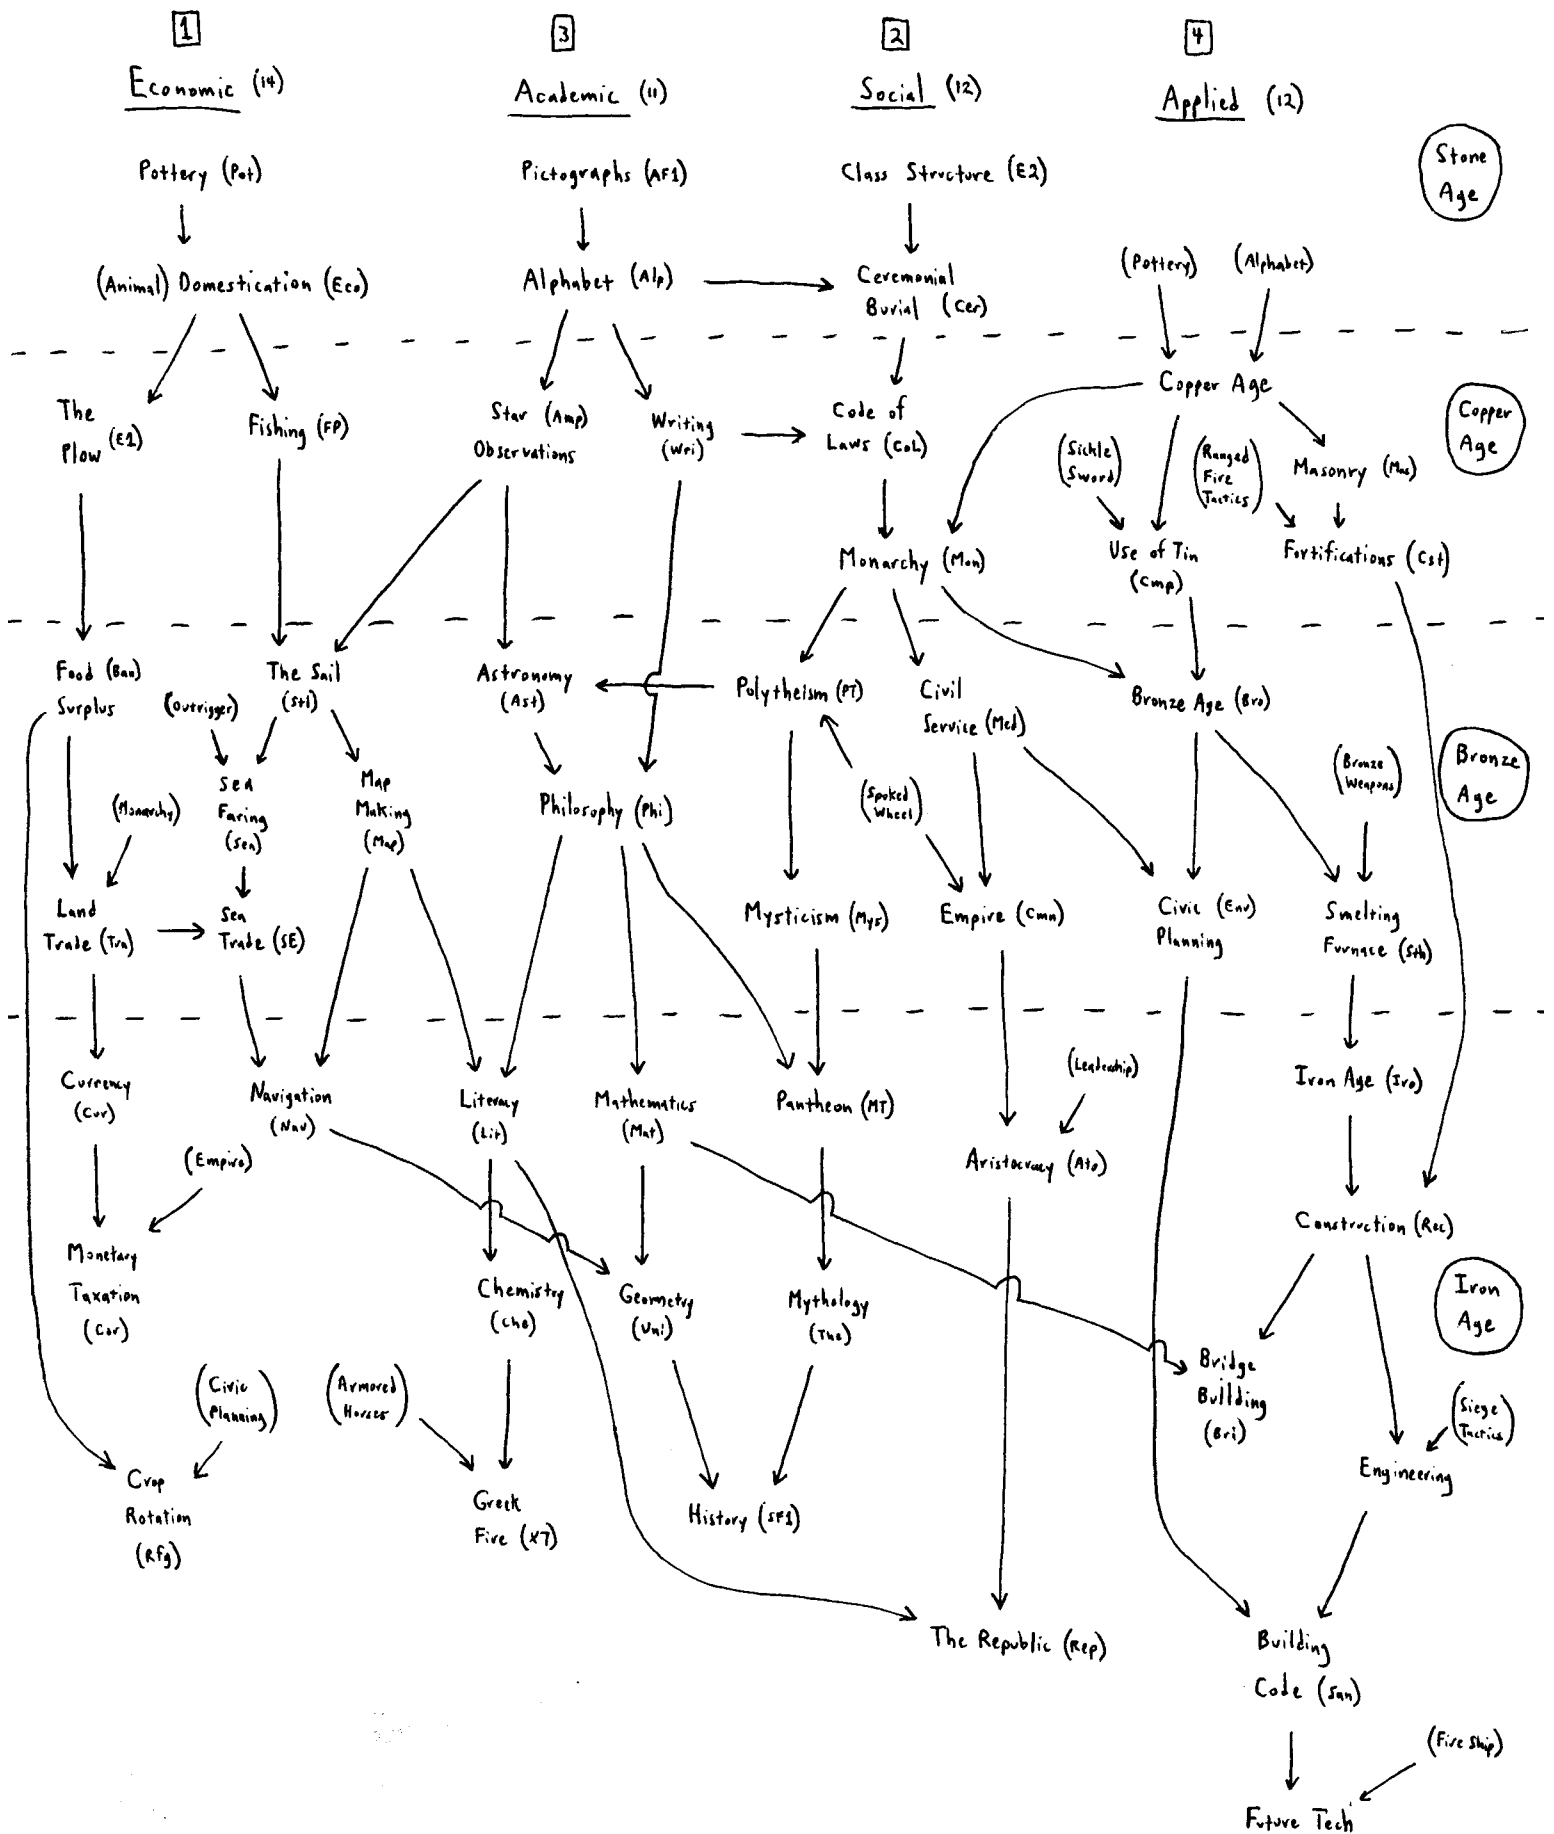 1
3
2
4
Economic (14)
Academic (11)
Social (12)
Applied (12)
Stone
Age
Pottery (Pot)
Pictographs (AF1)
Class Structure (E2)
(Animal) Domestication (Eco)
Alphabet (Alp)
Ceremonial
Burial (Cer)
(Pottery)
(Alphabet)
Copper
Age
The
Plow (E1)
Fishing (FP)
Star (Amp)
Observations
Writing
(Wri)
Code of
Laws (CoL)
Copper Age
(Sickle
Sword)
(Ranged
Fire
Tactics)
Masonry (Mas)
Monarchy (Mon)
Use of Tin
(Cmp)
Fortifications (Cst)
Food (Ban)
Surplus
(Outrigger)
The Sail
(Stl)
Astronomy
(Ast)
Polytheism (PT)
Civil
Service (Med)
Bronze Age (Bro)
Bronze
Age
(Monarchy)
Sea
Faring
(Sea)
Map
Making
(Map)
Philosophy (Phi)
(Spoked
Wheel)
(Bronze
Weapons)
Land
Trade (Tra)
Sea
Trade (SE)
Mysticism (Mys)
Empire (Cmn)
Civic (Env)
Planning
Smelting
Furnace (Sth)
Currency
(Cur)
Navigation
(Nav)
Literacy
(Lit)
Mathematics
(Mat)
Pantheon (MT)
(Leadership)
Iron Age (Iro)
(Empire)
Aristocracy (Ato)
Construction (Rec)
Monetary
Taxation
(Cor)
Chemistry
(Che)
Geometry
(Uni)
Mythology
(The)
Iron
Age
(Civic
Planning)
(Armored
Horses)
Bridge
Building
(Bri)
(Siege
Tactics)
Engineering
Crop
Rotation
(Rfg)
Greek
Fire (X7)
History (SF1)
The Republic (Rep)
Building
Code (San)
(Fire Ship)
Future Tech